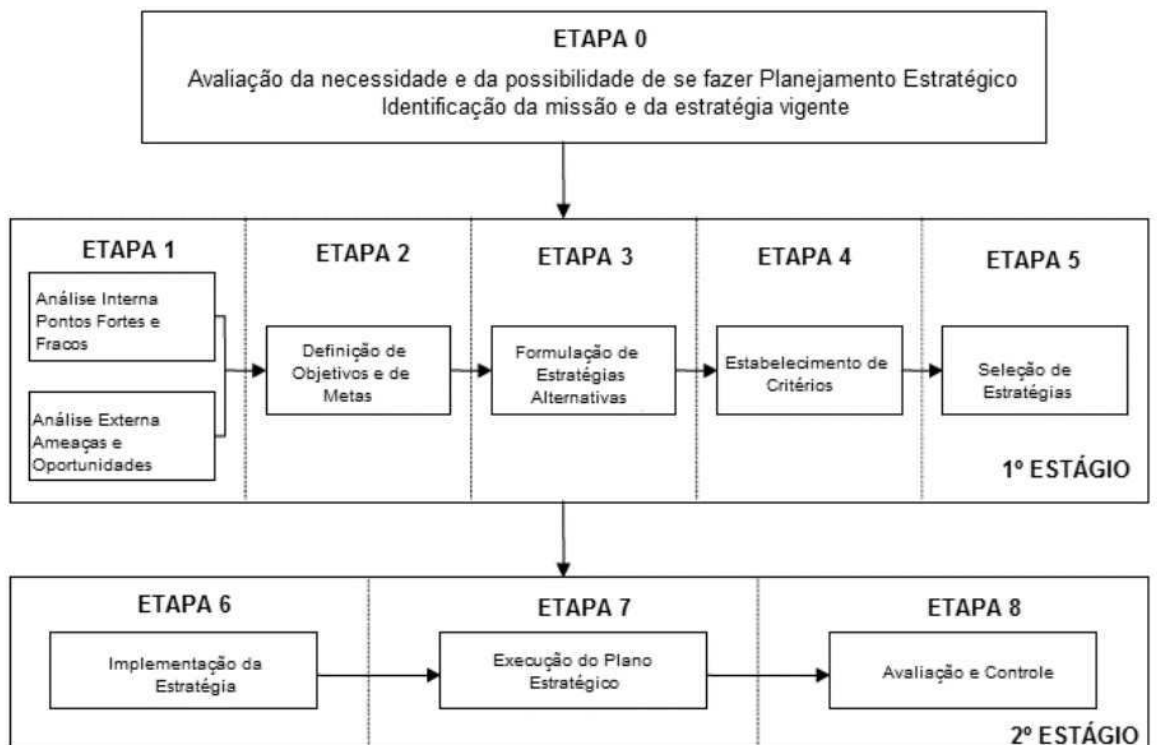 ETAPA 0
Avaliação da necessidade e da possibilidade de se fazer Planejamento Estratégico
Identificação da missão e da estratégia vigente
ETAPA 1
Análise Interna
Pontos Fortes e
Fracos
Análise Externa
Ameaças e
Oportunidades
ETAPA 2
Definição de
Objetivos e de
Metas
ETAPA 3
Formulação de
Estratégias
Alternativas
ETAPA 4
Estabelecimento de
Critérios
ETAPA 5
Seleção de
Estratégias
1º ESTÁGIO
ETAPA 6
Implementação da
Estratégia
ETAPA 7
Execução do Plano
Estratégico
ETAPA 8
Avaliação e Controle
2º ESTÁGIO